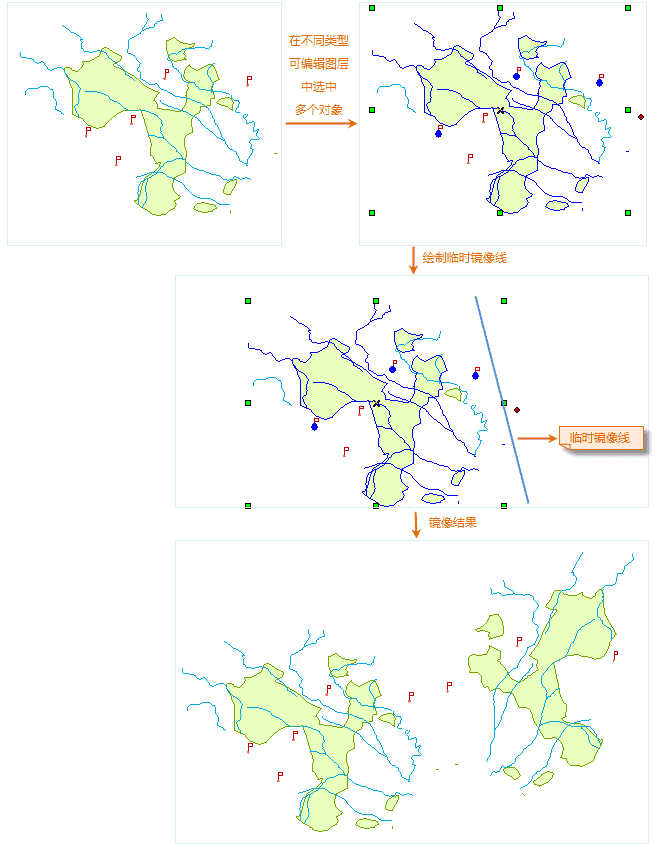 在不同类型
可编辑图层
中选中
多个对象
绘制临时镜像线
临时镜像线
镜像结果